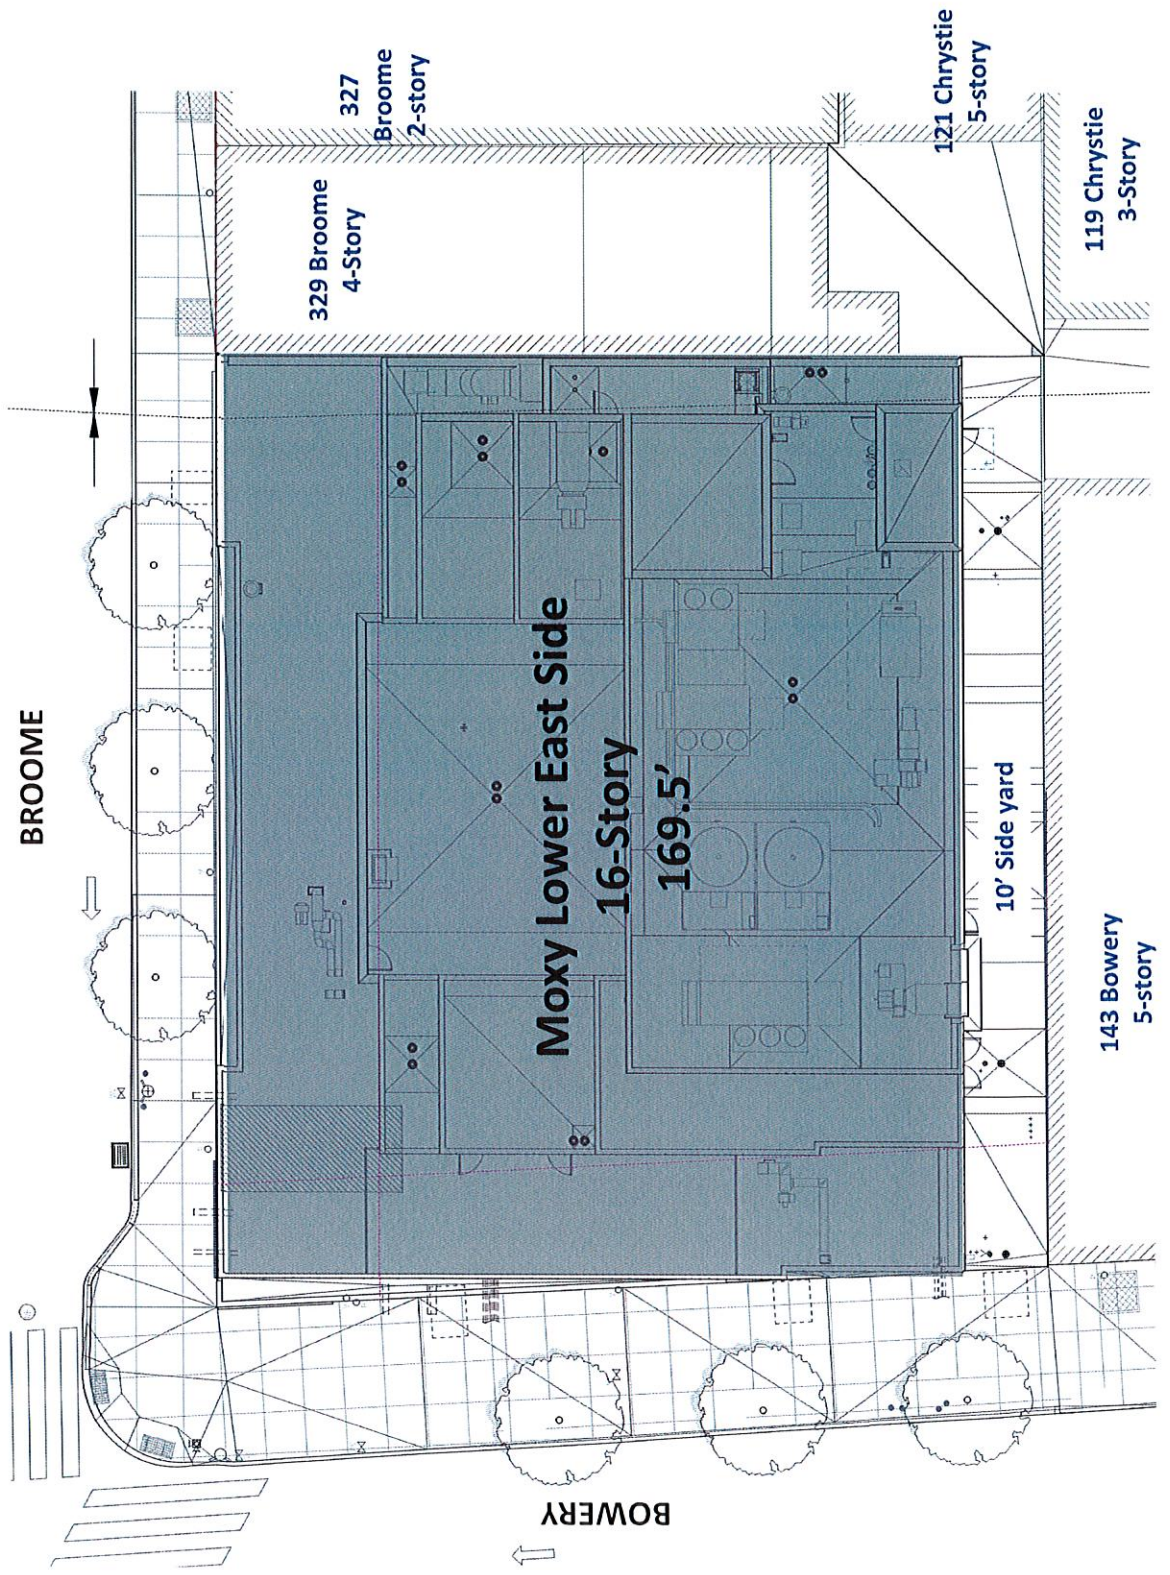 BROOME
327
Broome
2-story
329 Broome
4-Story
121 Chrystie
5-story
119 Chrystie
3-Story
Moxy Lower East Side
16-Story
169.5’
10’ Side yard
143 Bowery
5-story
BOWERY